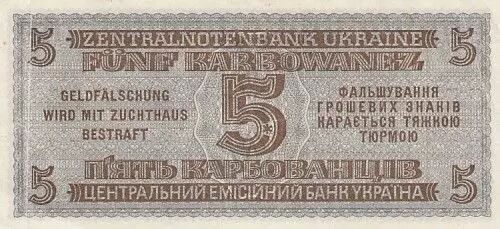 5 ZENTRALNOTENBANK UKRAINE 5
FÜNF KARBOWANEZ
GELDFÄLSCHUNG
WIRD MIT ZUCHTHAUS
BESTRAFT
5
ФАЛЬШУВАННЯ
ГРОШЕВИХ ЗНАКІВ
КАРАЄТЬСЯ ТЯЖКОЮ
ТЮРМОЮ
П'ЯТЬ КАРБОВАНЦІВ
5 ЦЕНТРАЛЬНИЙ ЕМІСІЙНИЙ БАНК УКРАЇНА 5